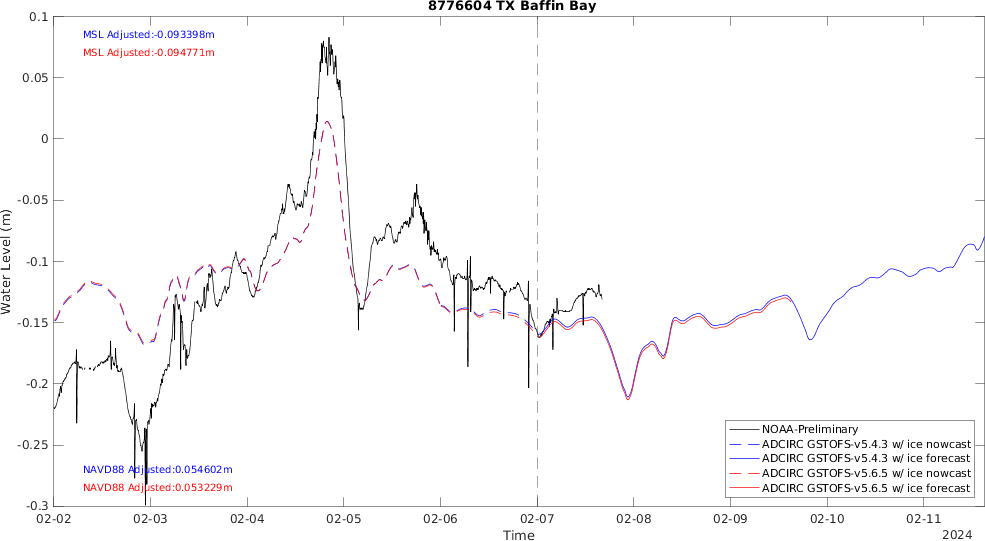 8776604 TX Baffin Bay
0.1
MSL Adjusted:-0.093398m
MSL Adjusted:-0.094771m
0.05
0
-0.05
-0.1
-0.15
-0.2
-0.25
-0.3
Water Level (m)
NAVD88 Adjusted:0.054602m
NAVD88 Adjusted:0.053229m
NOAA-Preliminary
ADCIRC GSTOFS-v5.4.3 w/ ice nowcast
ADCIRC GSTOFS-v5.4.3 w/ ice forecast
ADCIRC GSTOFS-v5.6.5 w/ ice nowcast
ADCIRC GSTOFS-v5.6.5 w/ ice forecast
02-02 02-03 02-04 02-05 02-06 02-07 02-08 02-09 02-10 02-11
Time
2024